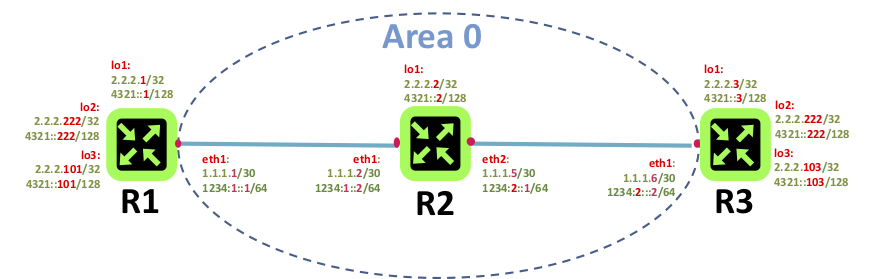 Area 0
lo1:
2.2.2.1/32
4321::1/128
lo2:
2.2.2.222/32
4321::222/128
lo3:
2.2.2.101/32
4321::101/128
R1
eth1:
1.1.1.1/30
1234:1::1/64
lo1:
2.2.2.2/32
4321::2/128
eth1:
1.1.1.2/30
1234:1::2/64
R2
eth2:
1.1.1.5/30
1234:2::1/64
lo1:
2.2.2.3/32
4321::3/128
lo2:
2.2.2.222/32
4321::222/128
lo3:
2.2.2.103/32
4321::103/128
eth1:
1.1.1.6/30
1234:2:::2/64
R3